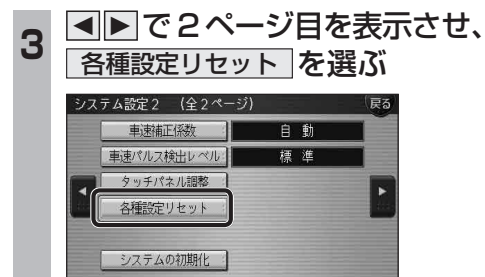 3 ◀▶で2ページ目を表示させ、
各種設定リセット を選ぶ
システム設定2 (全2ページ) 戻る
車速補正係数 自 動
車速パルス検出レベル 標 準
タッチパネル調整
◀ ▶
各種設定リセット
システムの初期化